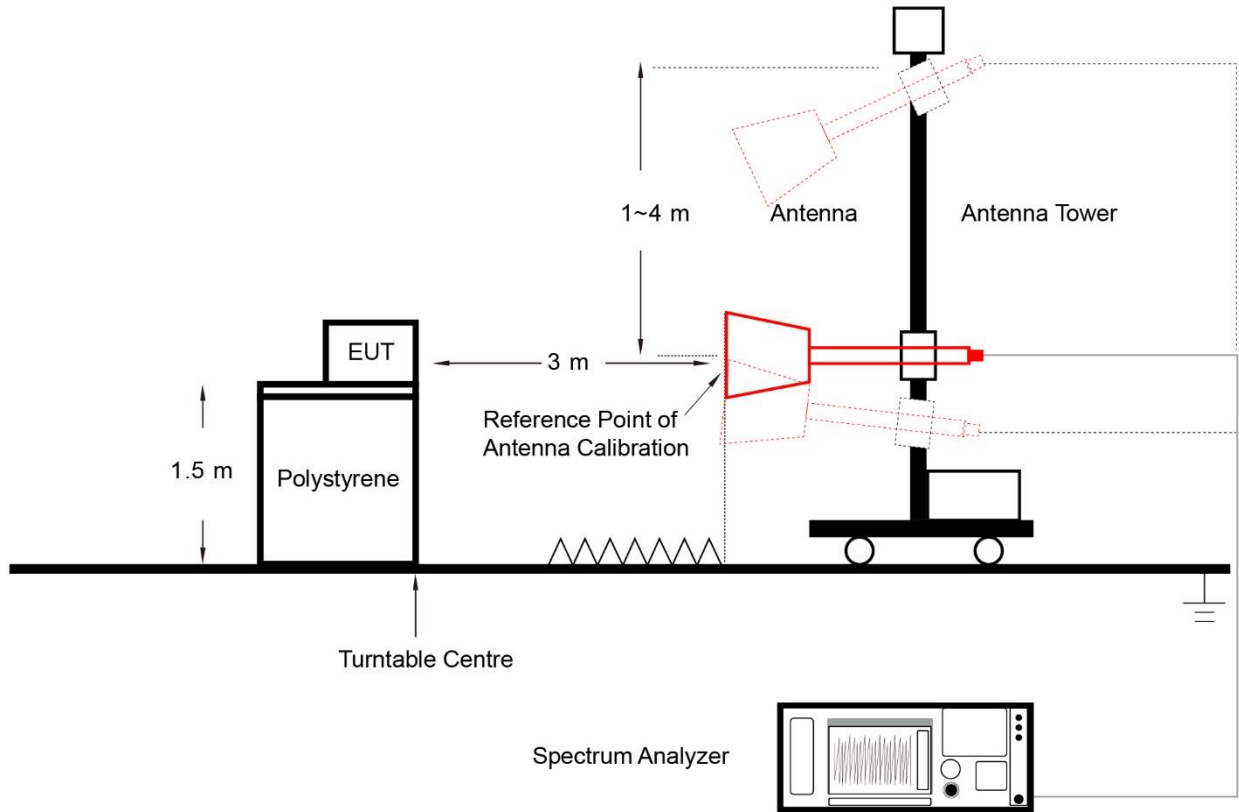 1~4 m
Antenna
Antenna Tower
EUT
3 m
Reference Point of
Antenna Calibration
1.5 m
Polystyrene
Turntable Centre
Spectrum Analyzer